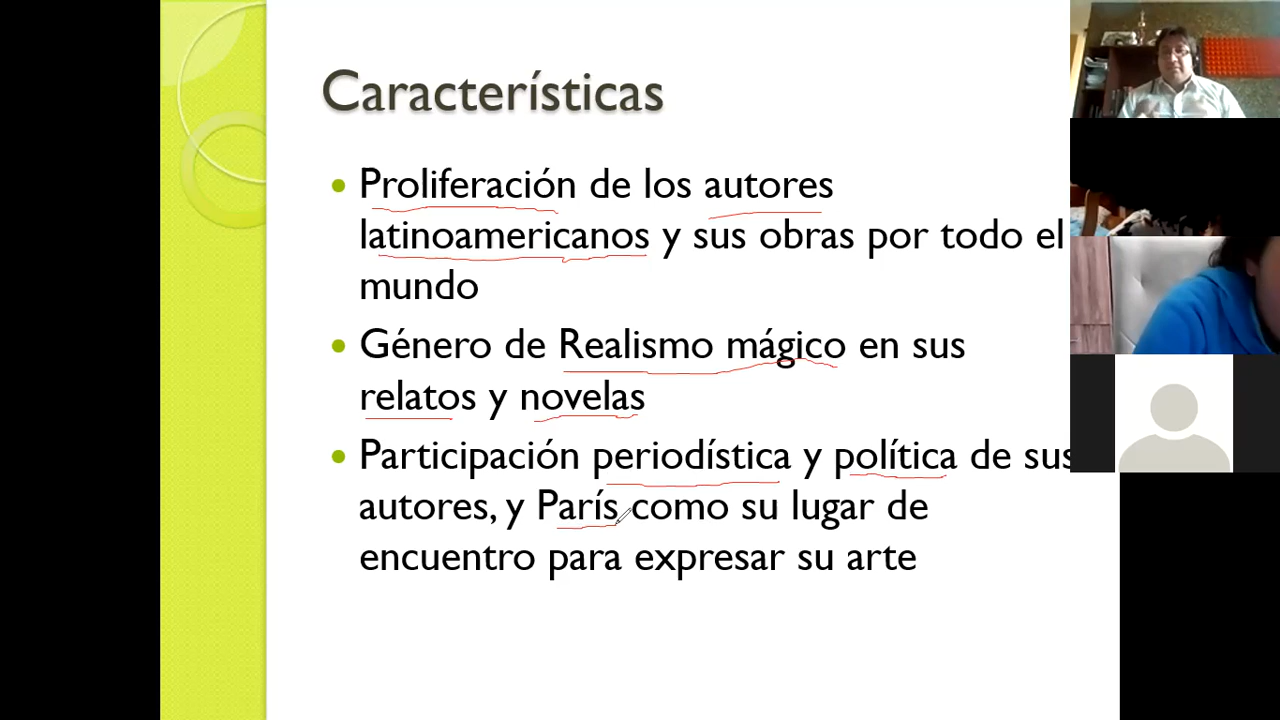 Características
Proliferación de los autores
latinoamericanos y sus obras por todo el
mundo
Género de Realismo mágico en sus
relatos y novelas
Participación periodística y política de sus
autores, y París como su lugar de
encuentro para expresar su arte